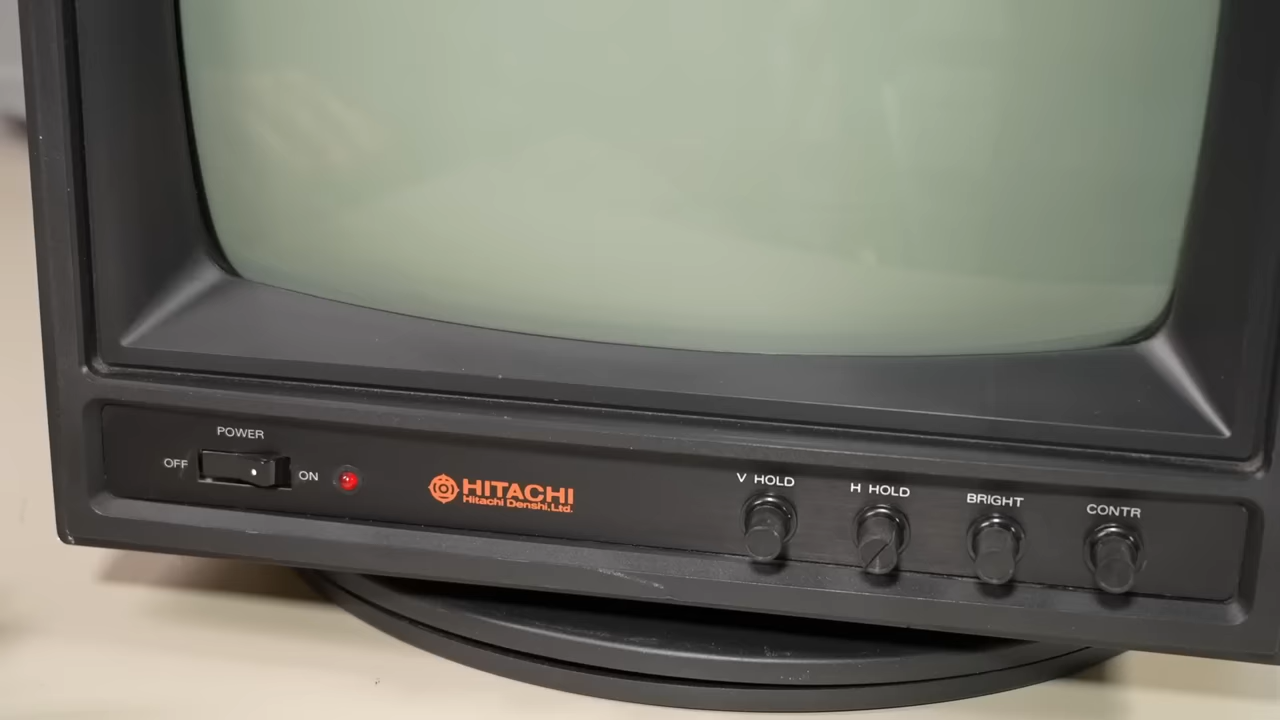 POWER
OFF ON
HITACHI
Hitachi Denshi,Ltd.
V HOLD H HOLD BRIGHT CONTR